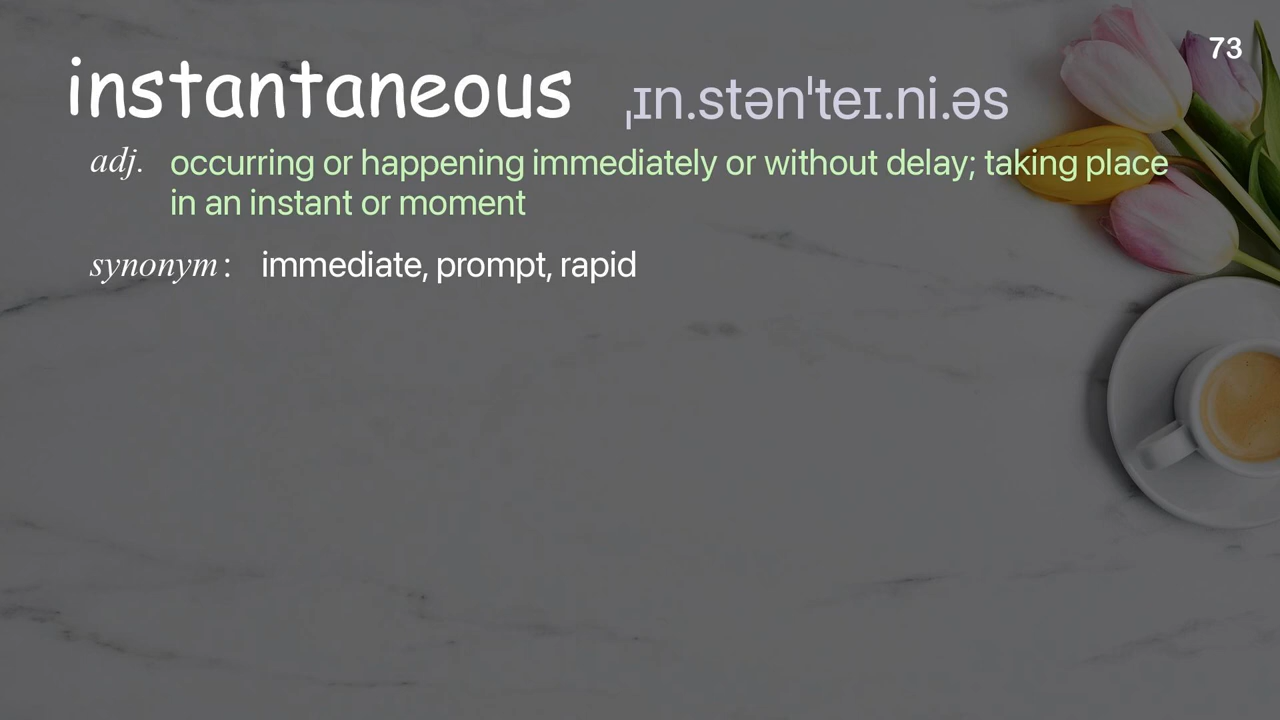 73
instantaneous ˌɪn.stənˈteɪ.ni.əs
adj. occurring or happening immediately or without delay; taking place
in an instant or moment
synonym: immediate, prompt, rapid